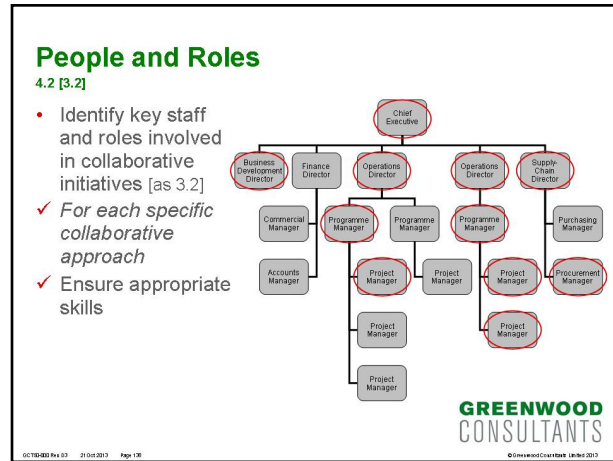 People and Roles
4.2 [3.2]
• Identify key staff
and roles involved
in collaborative
initiatives [as 3.2]
✓ For each specific
collaborative
approach
✓ Ensure appropriate
skills
Chief
Executive
Business
Development
Director
Finance
Director
Operations
Director
Operations
Director
Supply-
Chain
Director
Commercial
Manager
Programme
Manager
Programme
Manager
Programme
Manager
Purchasing
Manager
Accounts
Manager
Project
Manager
Project
Manager
Project
Manager
Procurement
Manager
Project
Manager
Project
Manager
Project
Manager
GREENWOOD
CONSULTANTS
Rev 03 21 Oct 2013 Page 138
© Greenwood Consultants Limited 2013